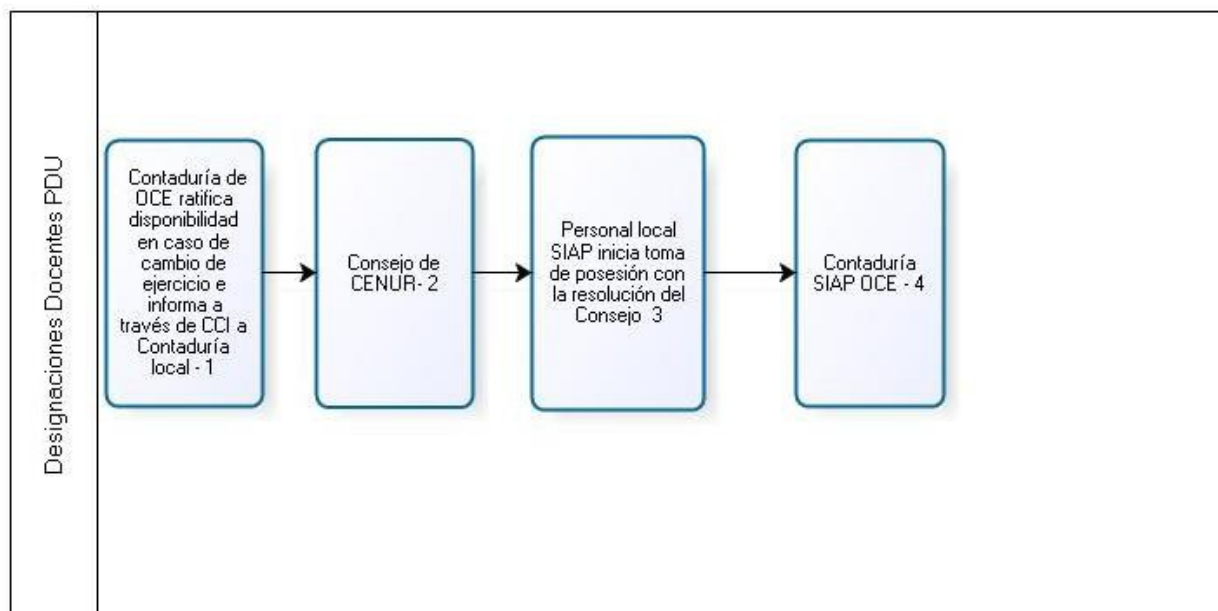 Designaciones Docentes PDU
Contaduría de
OCE ratifica
disponibilidad
en caso de
cambio de
ejercicio e
informa a
través de CCI a
Contaduría
local - 1
Consejo de
CENUR- 2
Personal local
SIAP inicia toma
de posesión con
la resolución del
Consejo 3
Contaduría
SIAP OCE - 4